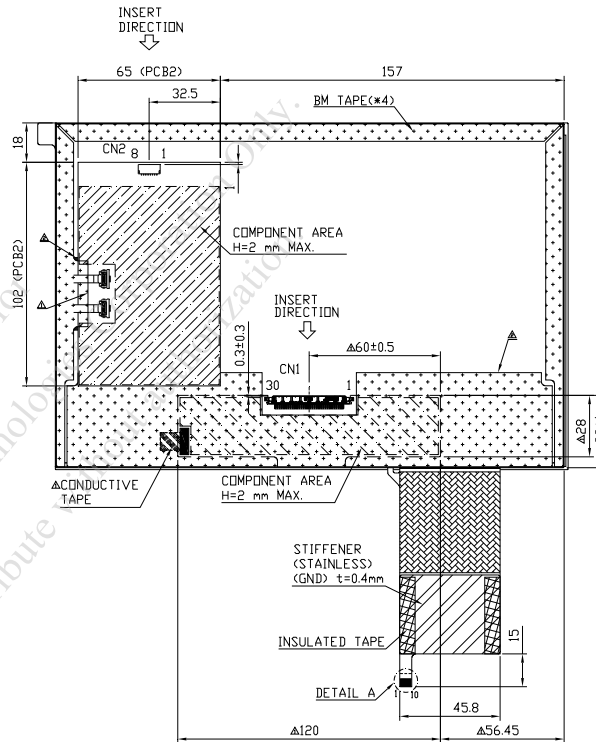 INSERT
DIRECTION
65 (PCB2)
157
32.5
BM TAPE(*4)
18
CN2
8
1
1
COMPONENT AREA
H=2 mm MAX.
102 (PCB2)
INSERT
DIRECTION
0.3±0.3
60±0.5
CN1
30
1
28
CONDUCTIVE
TAPE
COMPONENT AREA
H=2 mm MAX.
STIFFENER
(STAINLESS)
(GND) t=0.4mm
INSULATED TAPE
15
DETAIL A
1
10
45.8
120
56.45
Only.
without authorization